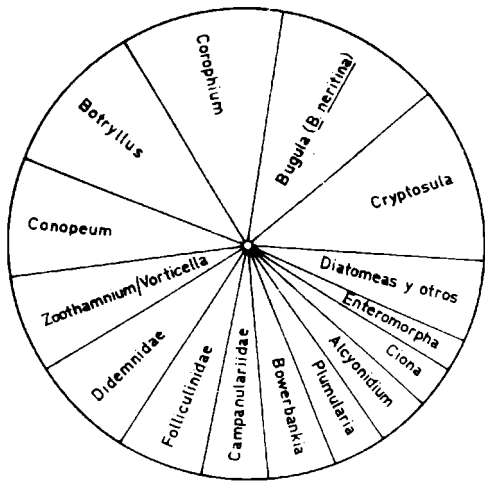 Corophium
Bugula (B. neritina)
Cryptosula
Diatomeas y otros
Enteromorpha
Ciona
Alcyonidium
Plumularia
Bowerbankia
Campanulariidae
Folliculinidae
Didemnidae
Zoothamnium/Vorticella
Conopeum
Botryllus